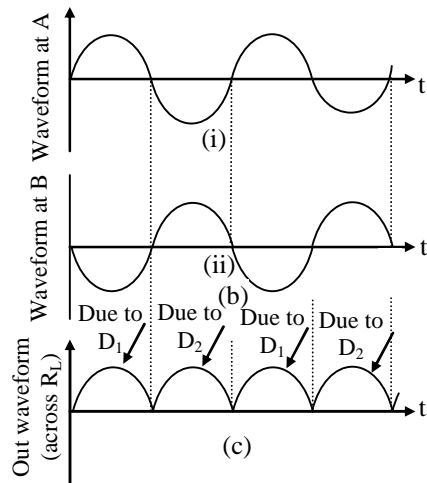 Waveform at A
t
(i)
Waveform at B
t
(ii)
(b)
Due to
D₁
Due to
D₂
Due to
D₁
Due to
D₂
Out waveform
(across R_L)
t
(c)